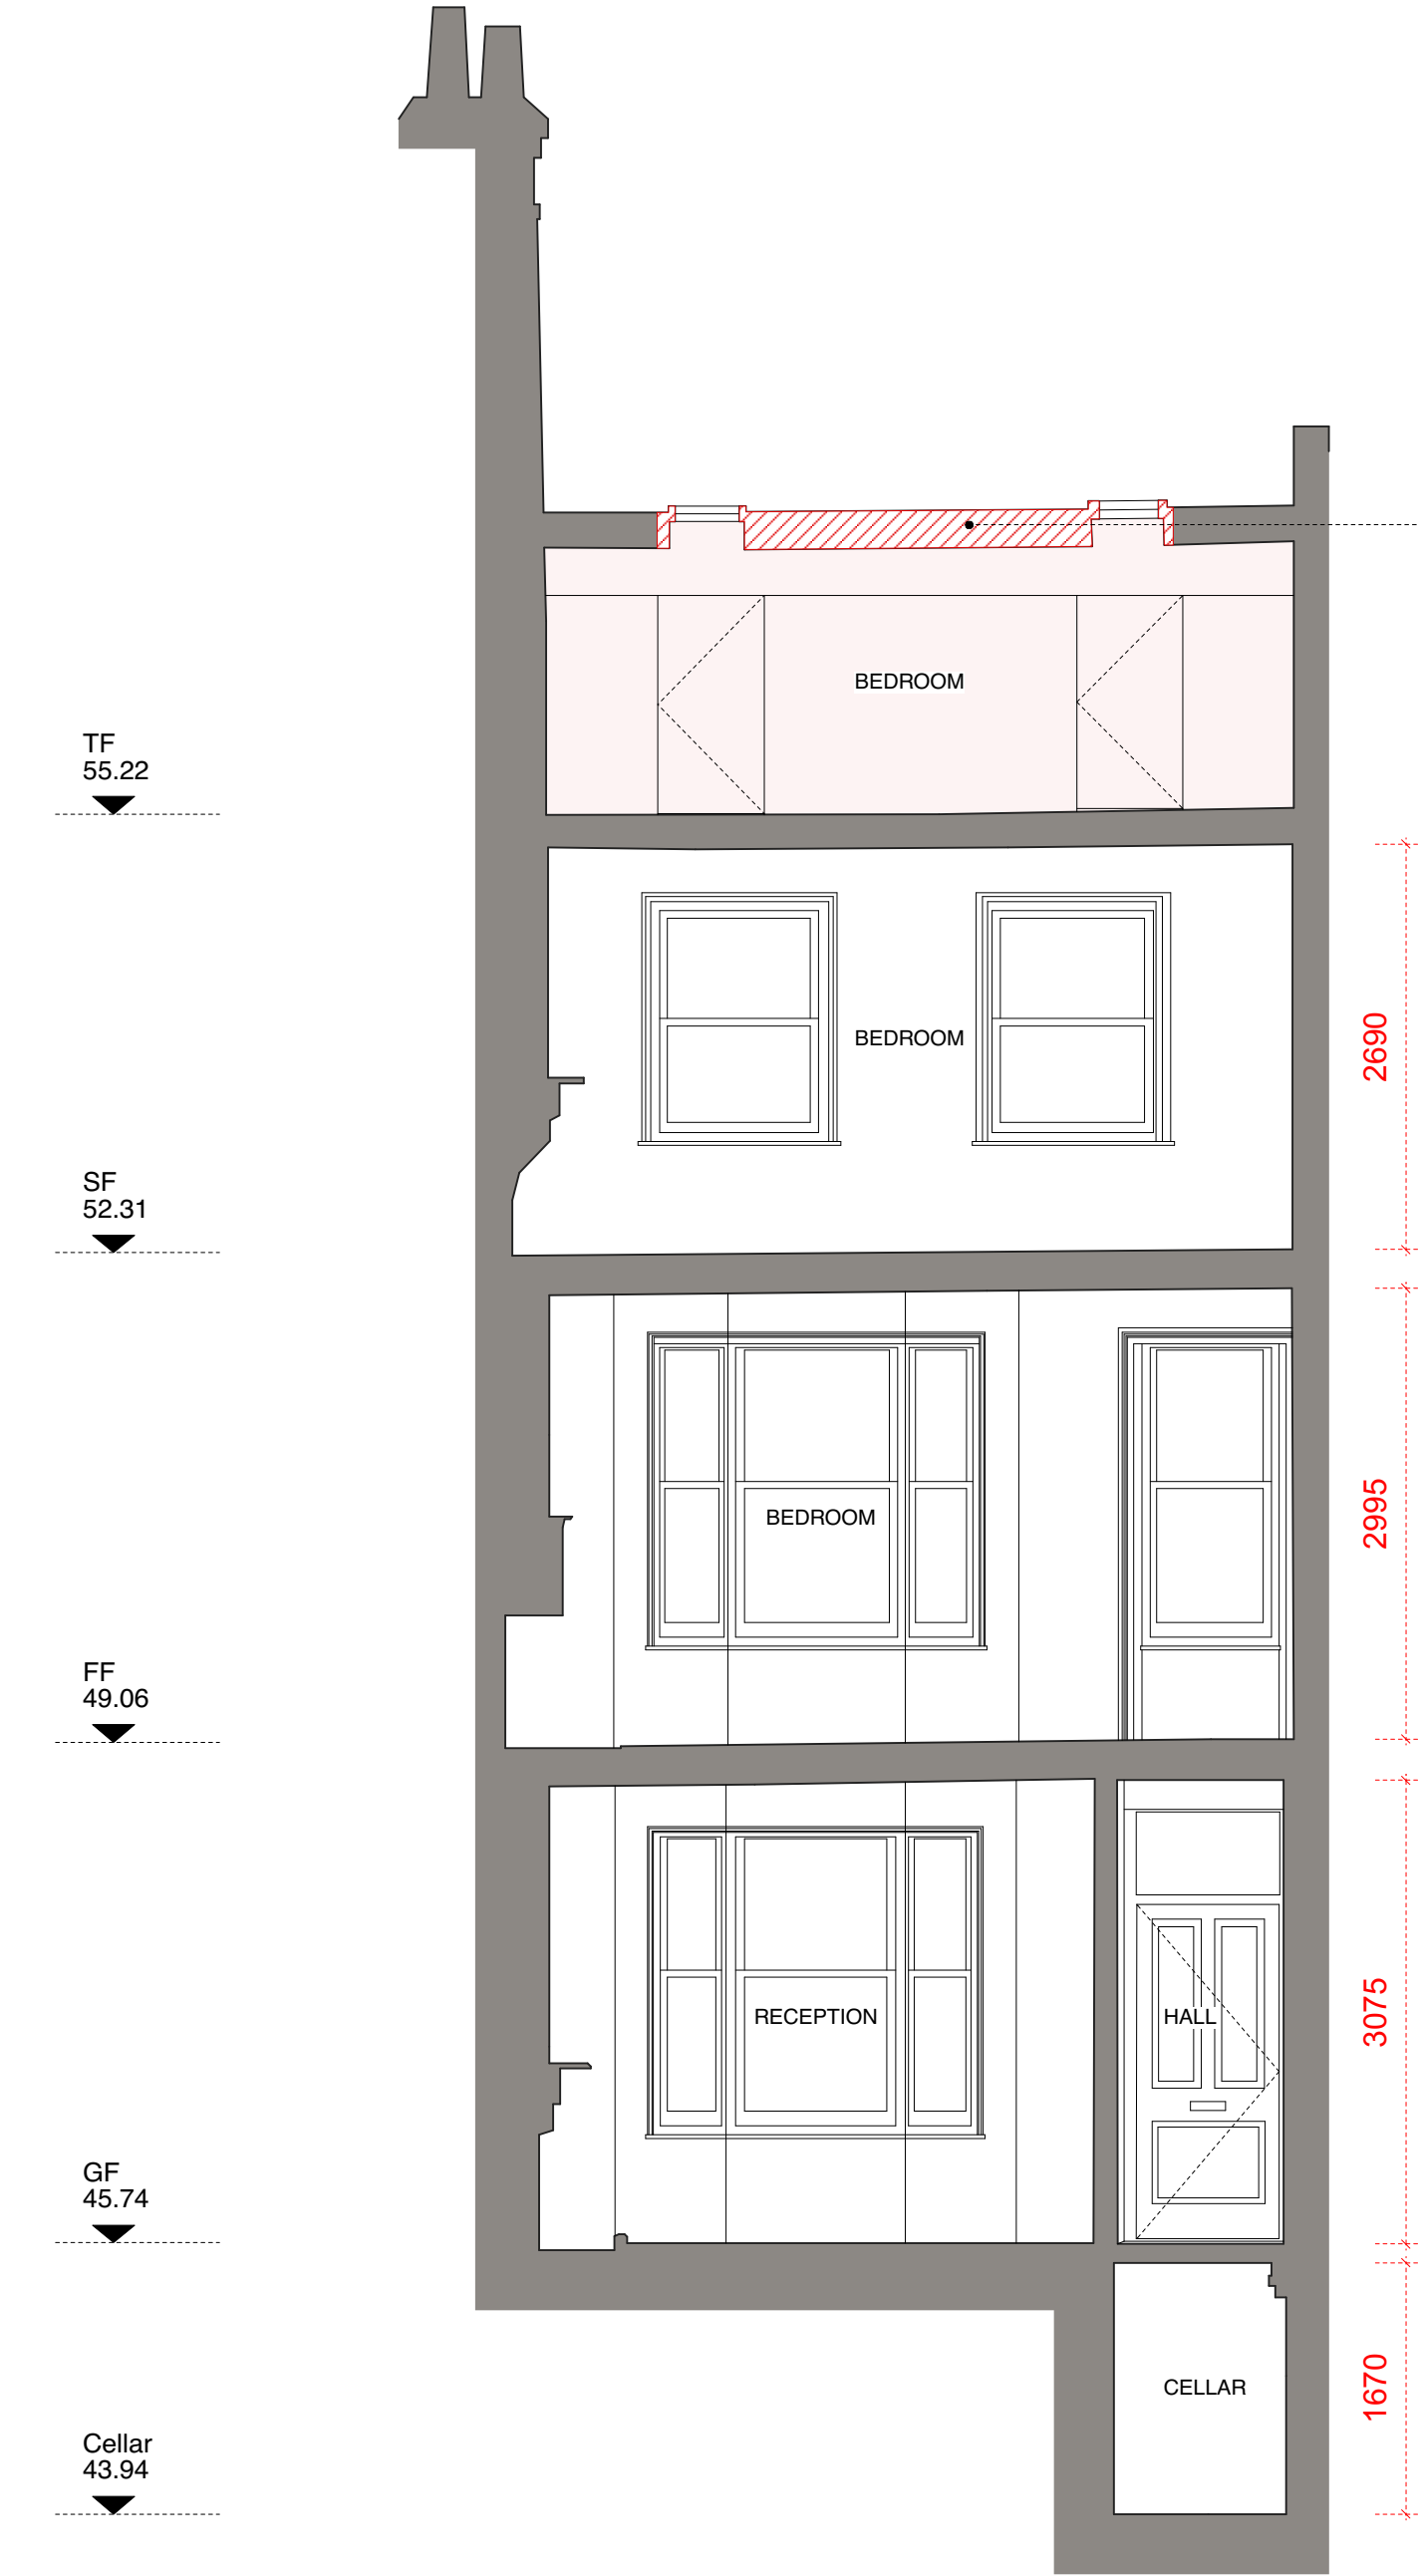 BEDROOM
TF
55.22
BEDROOM
2690
SF
52.31
BEDROOM
2995
FF
49.06
RECEPTION
HALL
3075
GF
45.74
CELLAR
1670
Cellar
43.94